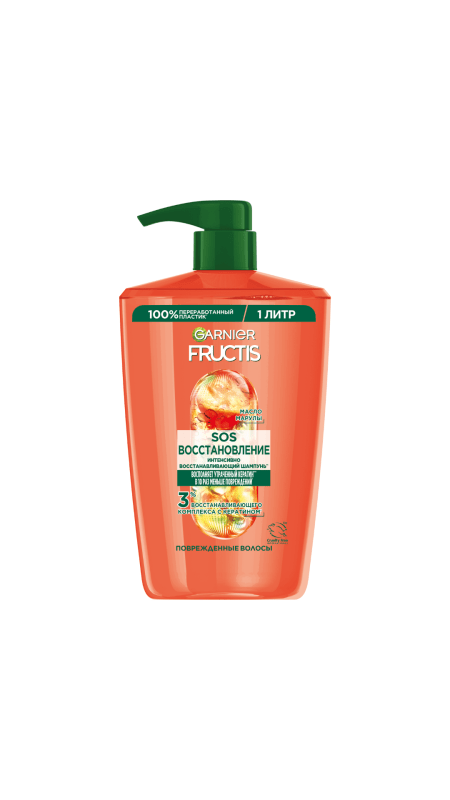 100% ПЕРЕРАБОТАННЫЙ
ПЛАСТИК
1 ЛИТР
GARNIER
FRUCTIS
МАСЛО
МАРУЛЫ
SOS
ВОССТАНОВЛЕНИЕ
ИНТЕНСИВНО
ВОССТАНАВЛИВАЮЩИЙ ШАМПУНЬ
ВОСПОЛНЯЕТ УТРАЧЕННЫЙ КЕРАТИН
В 10 РАЗ МЕНЬШЕ ПОВРЕЖДЕНИЙ
3%
ВОССТАНАВЛИВАЮЩЕГО
КОМПЛЕКСА С КЕРАТИНОМ
ПОВРЕЖДЕННЫЕ ВОЛОСЫ